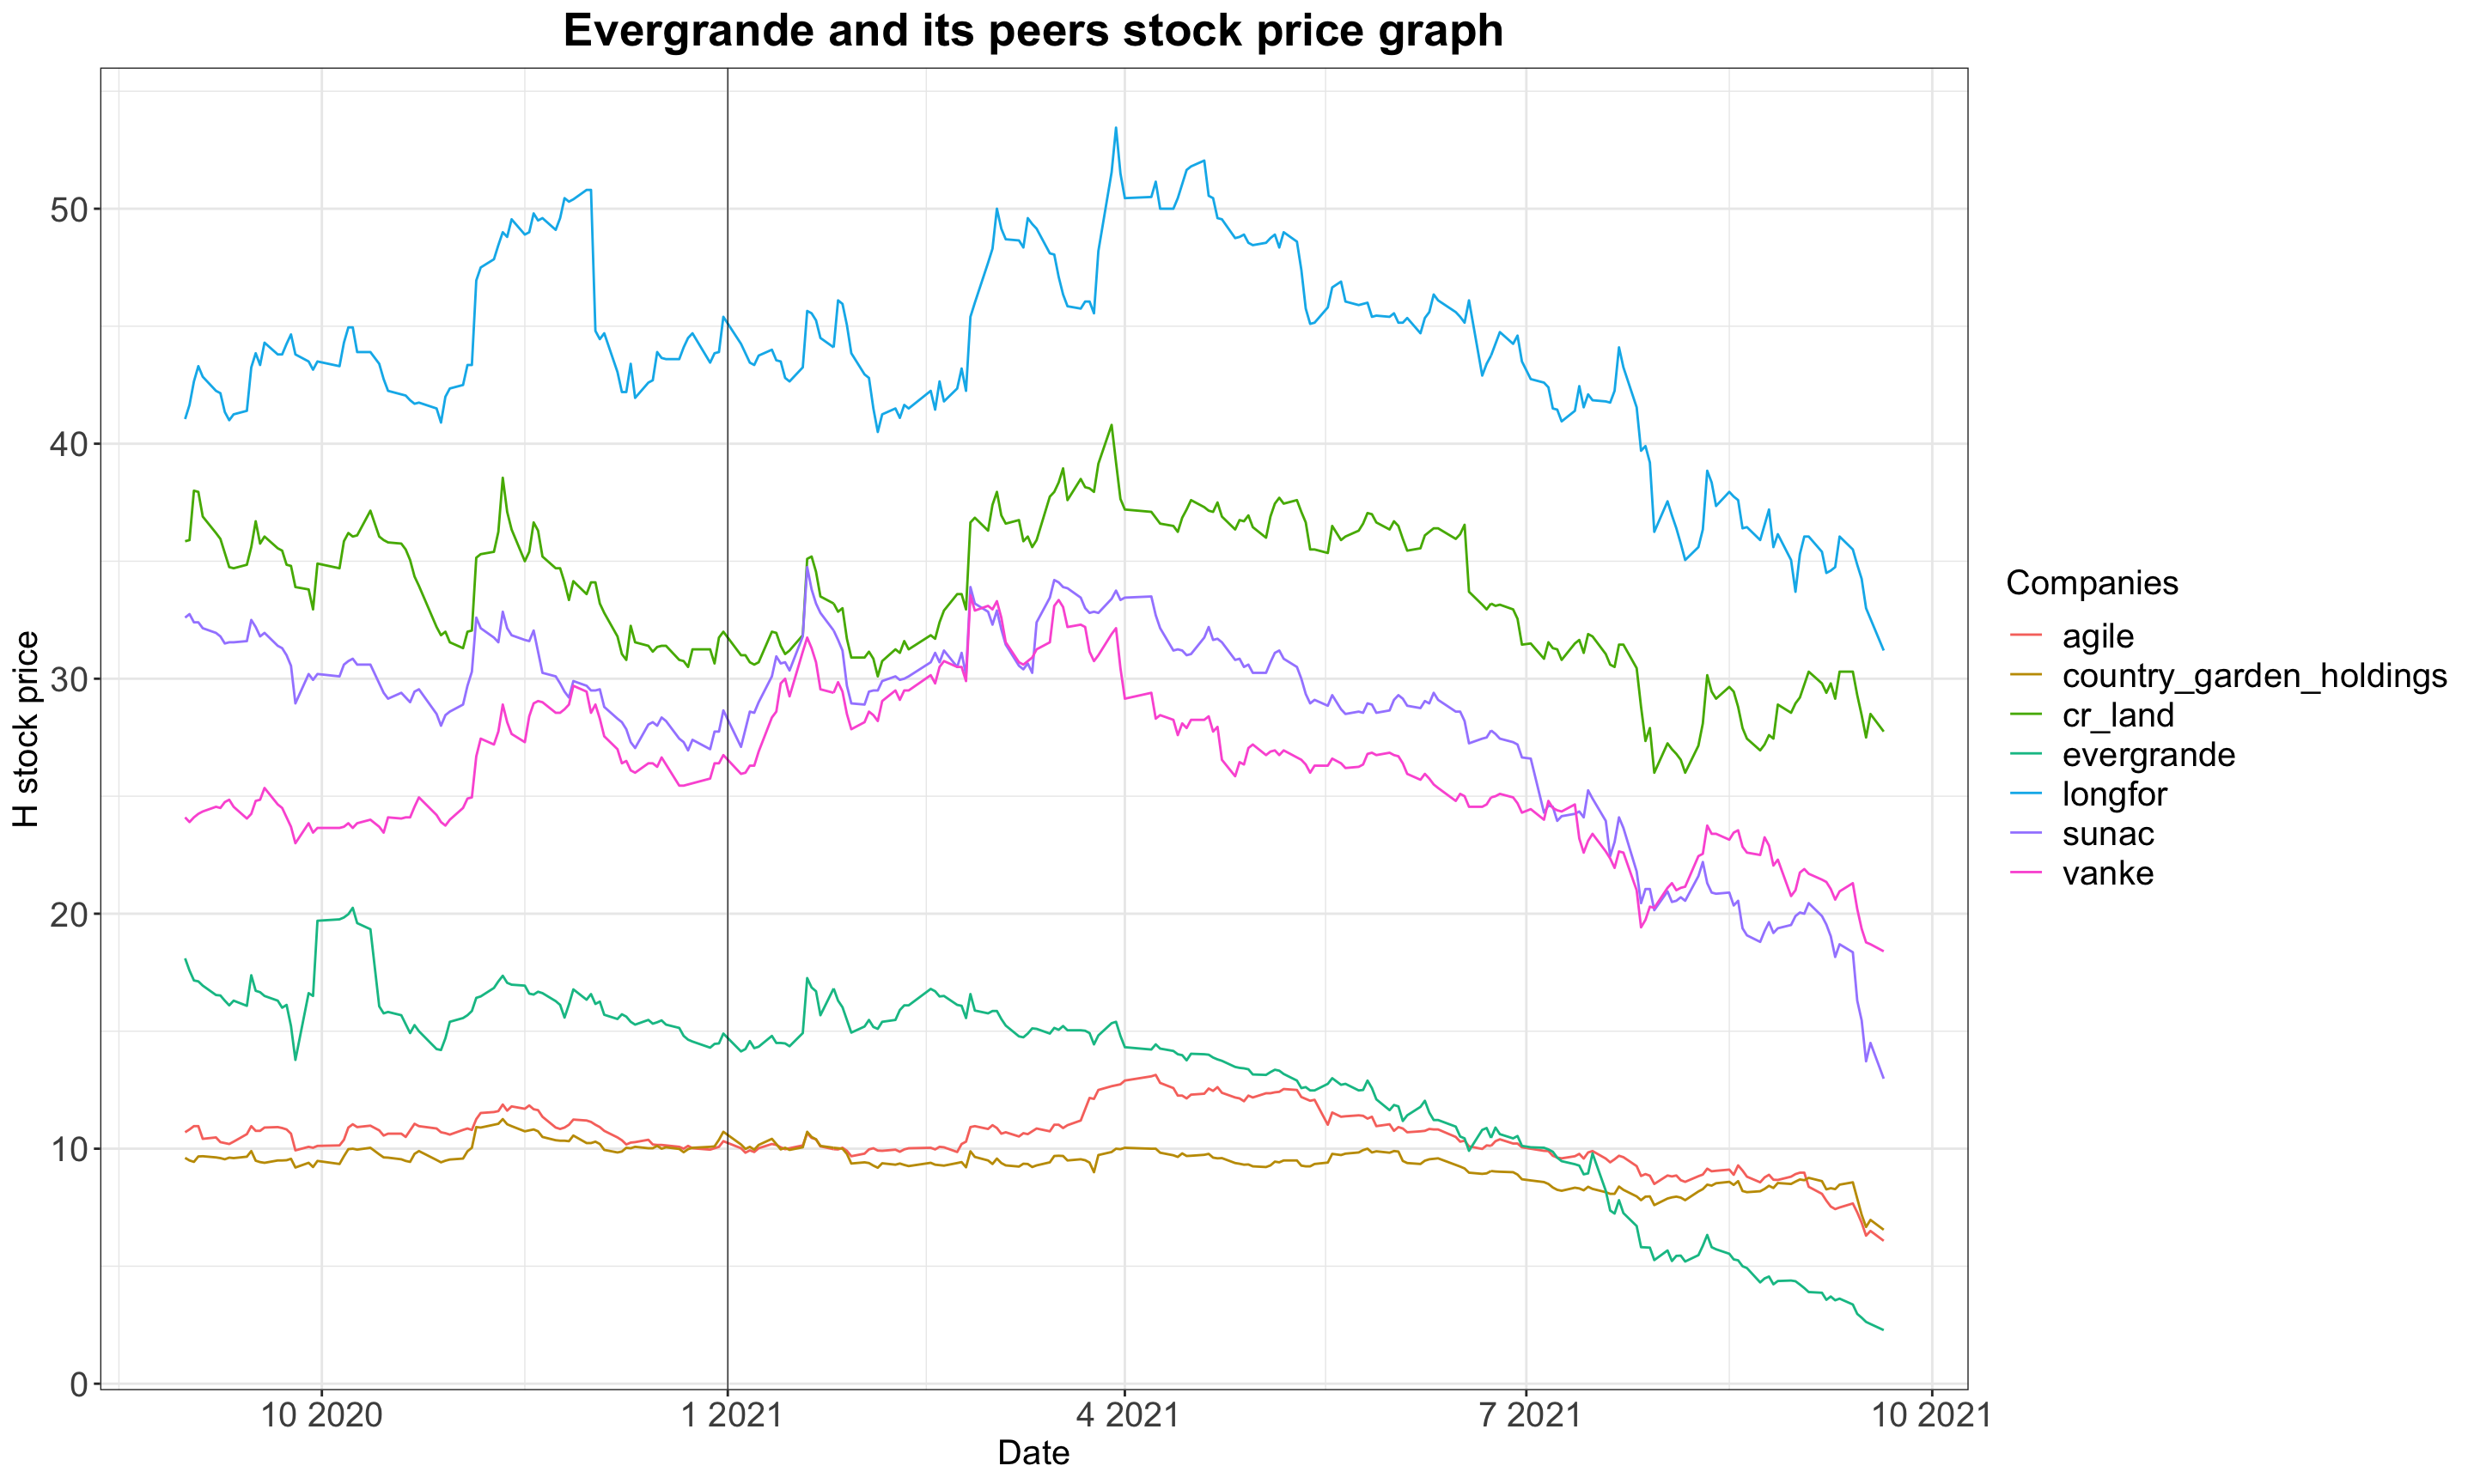 Evergrande and its peers stock price graph
H stock price
50
40
30
20
10
0
10 2020
1 2021
4 2021
7 2021
10 2021
Date
Companies
agile
country_garden_holdings
cr_land
evergrande
longfor
sunac
vanke